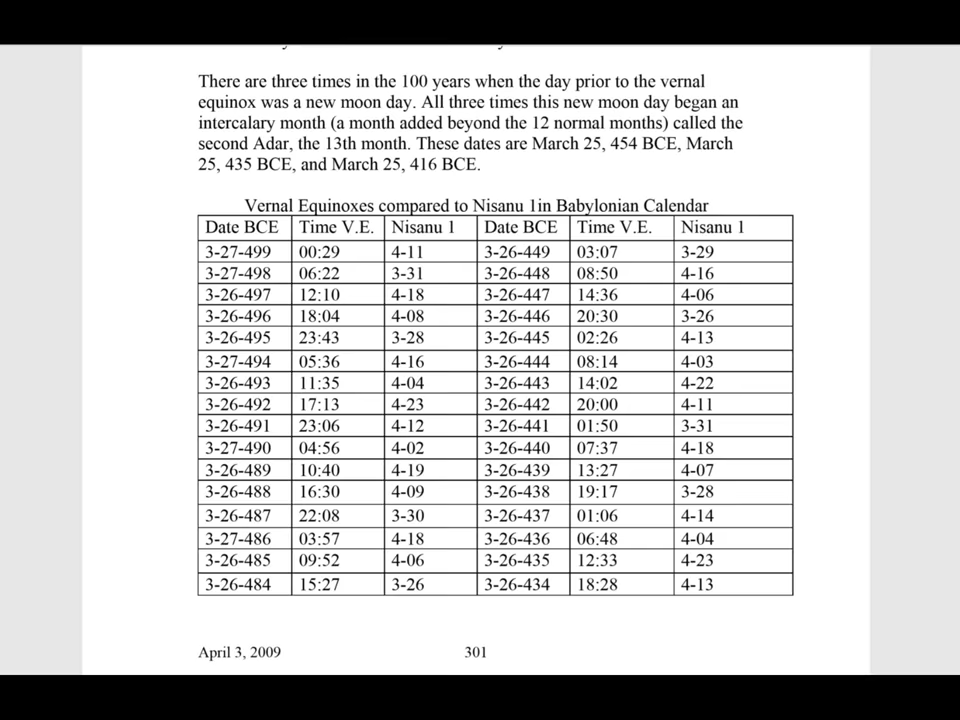 There are three times in the 100 years when the day prior to the vernal
equinox was a new moon day. All three times this new moon day began an
intercalary month (a month added beyond the 12 normal months) called the
second Adar, the 13th month. These dates are March 25, 454 BCE, March
25, 435 BCE, and March 25, 416 BCE.
Vernal Equinoxes compared to Nisanu 1in Babylonian Calendar
Date BCE Time V.E. Nisanu 1 Date BCE Time V.E. Nisanu 1
3-27-499 00:29 4-11 3-26-449 03:07 3-29
3-27-498 06:22 3-31 3-26-448 08:50 4-16
3-26-497 12:10 4-18 3-26-447 14:36 4-06
3-26-496 18:04 4-08 3-26-446 20:30 3-26
3-26-495 23:43 3-28 3-26-445 02:26 4-13
3-27-494 05:36 4-16 3-26-444 08:14 4-03
3-26-493 11:35 4-04 3-26-443 14:02 4-22
3-26-492 17:13 4-23 3-26-442 20:00 4-11
3-26-491 23:06 4-12 3-26-441 01:50 3-31
3-27-490 04:56 4-02 3-26-440 07:37 4-18
3-26-489 10:40 4-19 3-26-439 13:27 4-07
3-26-488 16:30 4-09 3-26-438 19:17 3-28
3-26-487 22:08 3-30 3-26-437 01:06 4-14
3-27-486 03:57 4-18 3-26-436 06:48 4-04
3-26-485 09:52 4-06 3-26-435 12:33 4-23
3-26-484 15:27 3-26 3-26-434 18:28 4-13
April 3, 2009 301